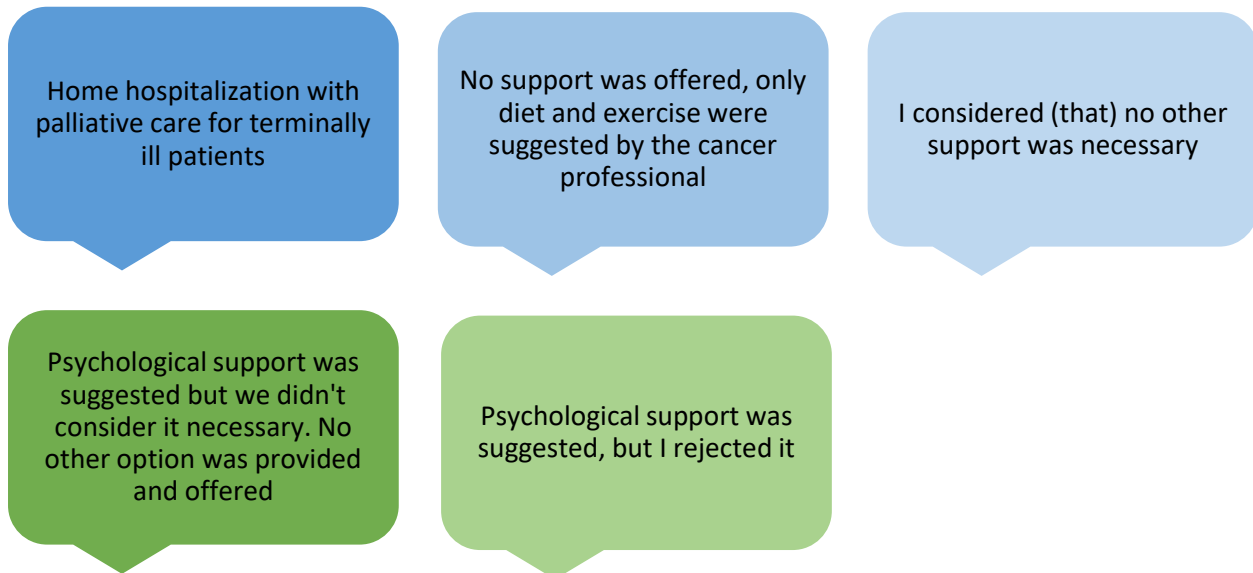 Home hospitalization with
palliative care for terminally
ill patients
No support was offered, only
diet and exercise were
suggested by the cancer
professional
I considered (that) no other
support was necessary
Psychological support was
suggested but we didn't
consider it necessary. No
other option was provided
and offered
Psychological support was
suggested, but I rejected it